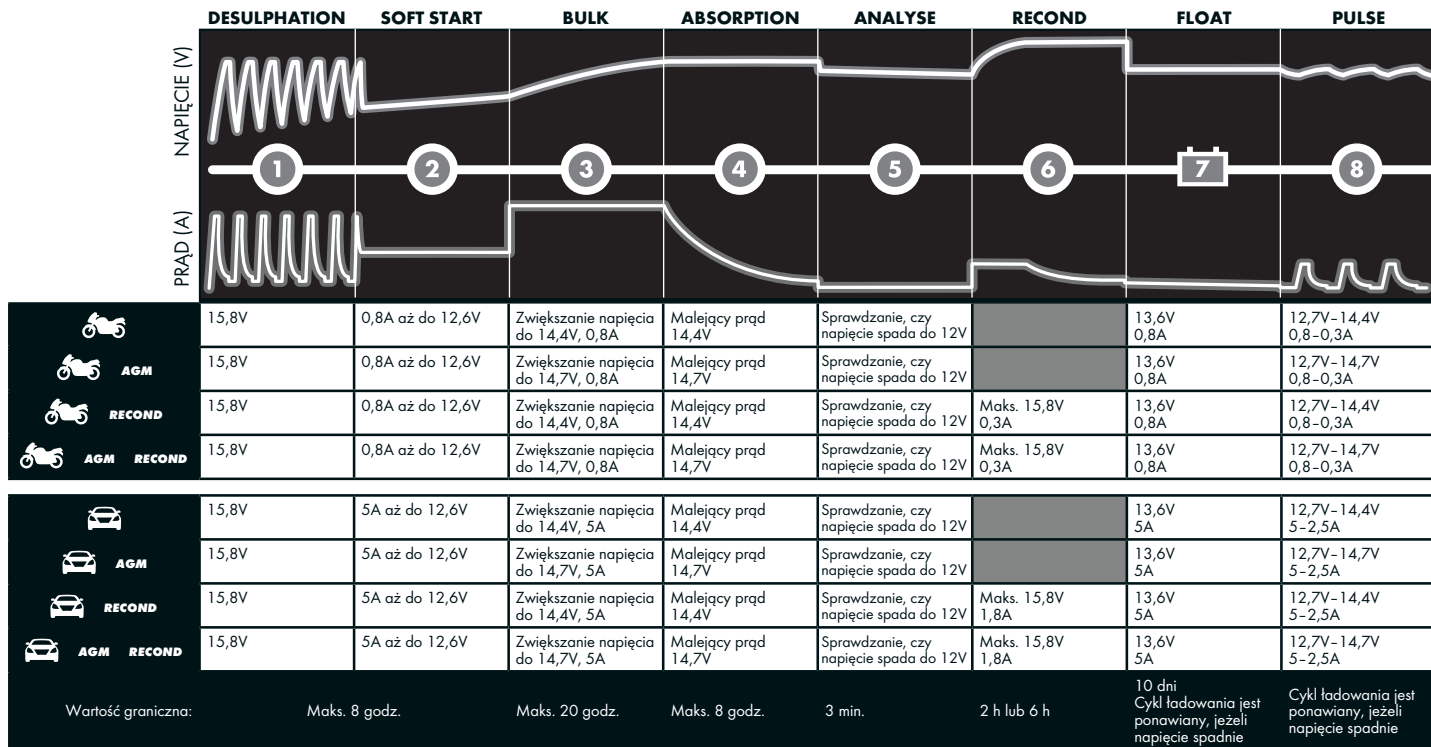 DESULPHATION SOFT START BULK ABSORPTION ANALYSE RECOND FLOAT PULSE
NAPIĘCIE (V)
1 2 3 4 5 6 7 8
PRĄD (A)
15,8V 0,8A aż do 12,6V Zwiększanie napięcia Malejący prąd Sprawdzanie, czy 13,6V 12,7V–14,4V
do 14,4V, 0,8A 14,4V napięcie spada do 12V 0,8A 0,8–0,3A
AGM 15,8V 0,8A aż do 12,6V Zwiększanie napięcia Malejący prąd Sprawdzanie, czy 13,6V 12,7V–14,7V
do 14,7V, 0,8A 14,7V napięcie spada do 12V 0,8A 0,8–0,3A
RECOND 15,8V 0,8A aż do 12,6V Zwiększanie napięcia Malejący prąd Sprawdzanie, czy Maks. 15,8V 13,6V 12,7V–14,4V
do 14,4V, 0,8A 14,4V napięcie spada do 12V 0,3A 0,8A 0,8–0,3A
AGM RECOND 15,8V 0,8A aż do 12,6V Zwiększanie napięcia Malejący prąd Sprawdzanie, czy Maks. 15,8V 13,6V 12,7V–14,7V
do 14,7V, 0,8A 14,7V napięcie spada do 12V 0,3A 0,8A 0,8–0,3A
15,8V 5A aż do 12,6V Zwiększanie napięcia Malejący prąd Sprawdzanie, czy 13,6V 12,7V–14,4V
do 14,4V, 5A 14,4V napięcie spada do 12V 5A 5–2,5A
AGM 15,8V 5A aż do 12,6V Zwiększanie napięcia Malejący prąd Sprawdzanie, czy 13,6V 12,7V–14,7V
do 14,7V, 5A 14,7V napięcie spada do 12V 5A 5–2,5A
RECOND 15,8V 5A aż do 12,6V Zwiększanie napięcia Malejący prąd Sprawdzanie, czy Maks. 15,8V 13,6V 12,7V–14,4V
do 14,4V, 5A 14,4V napięcie spada do 12V 1,8A 5A 5–2,5A
AGM RECOND 15,8V 5A aż do 12,6V Zwiększanie napięcia Malejący prąd Sprawdzanie, czy Maks. 15,8V 13,6V 12,7V–14,7V
do 14,7V, 5A 14,7V napięcie spada do 12V 1,8A 5A 5–2,5A
Wartość graniczna: Maks. 8 godz. Maks. 20 godz. Maks. 8 godz. 3 min. 2 h lub 6 h
10 dni
Cykl ładowania jest
ponawiany, jeżeli
napięcie spadnie
Cykl ładowania jest
ponawiany, jeżeli
napięcie spadnie